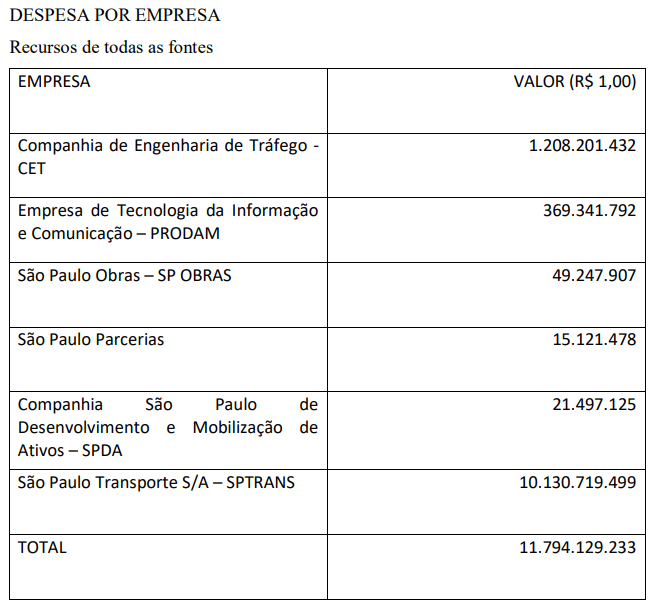 DESPESA POR EMPRESA
Recursos de todas as fontes
EMPRESA VALOR (R$ 1,00)
Companhia de Engenharia de Tráfego - 1.208.201.432
CET
Empresa de Tecnologia da Informação 369.341.792
e Comunicação – PRODAM
São Paulo Obras – SP OBRAS 49.247.907
São Paulo Parcerias 15.121.478
Companhia São Paulo de 21.497.125
Desenvolvimento e Mobilização de
Ativos – SPDA
São Paulo Transporte S/A – SPTRANS 10.130.719.499
TOTAL 11.794.129.233